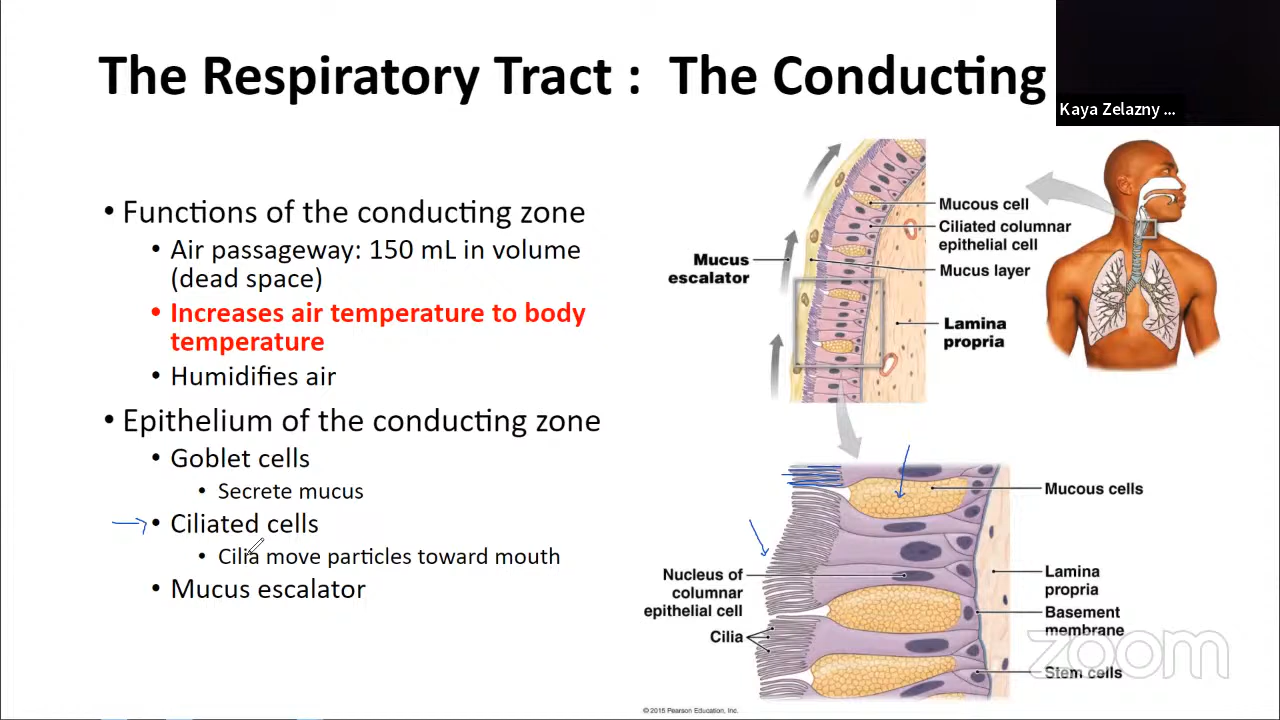 The Respiratory Tract : The Conducting
Kaya Zelazny ...
• Functions of the conducting zone
• Air passageway: 150 mL in volume
(dead space)
• Increases air temperature to body
temperature
• Humidifies air
• Epithelium of the conducting zone
• Goblet cells
• Secrete mucus
• Ciliated cells
• Cilia move particles toward mouth
• Mucus escalator
Mucus
escalator
Mucous cell
Ciliated columnar
epithelial cell
Mucus layer
Lamina
propria
Mucous cells
Nucleus of
columnar
epithelial cell
Cilia
Lamina
propria
Basement
membrane
Stem cells
zoom
© 2015 Pearson Education, Inc.